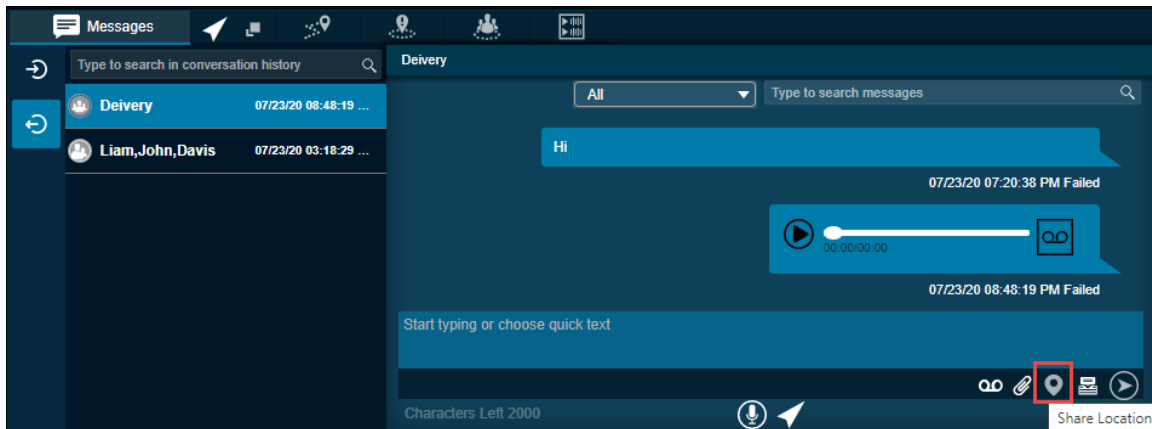 Messages
Type to search in conversation history
Deivery
07/23/20 08:48:19 ...
Liam,John,Davis
07/23/20 03:18:29 ...
Deivery
All
Type to search messages
Hi
07/23/20 07:20:38 PM Failed
00:00/00:00
07/23/20 08:48:19 PM Failed
Start typing or choose quick text
Characters Left 2000
Share Location